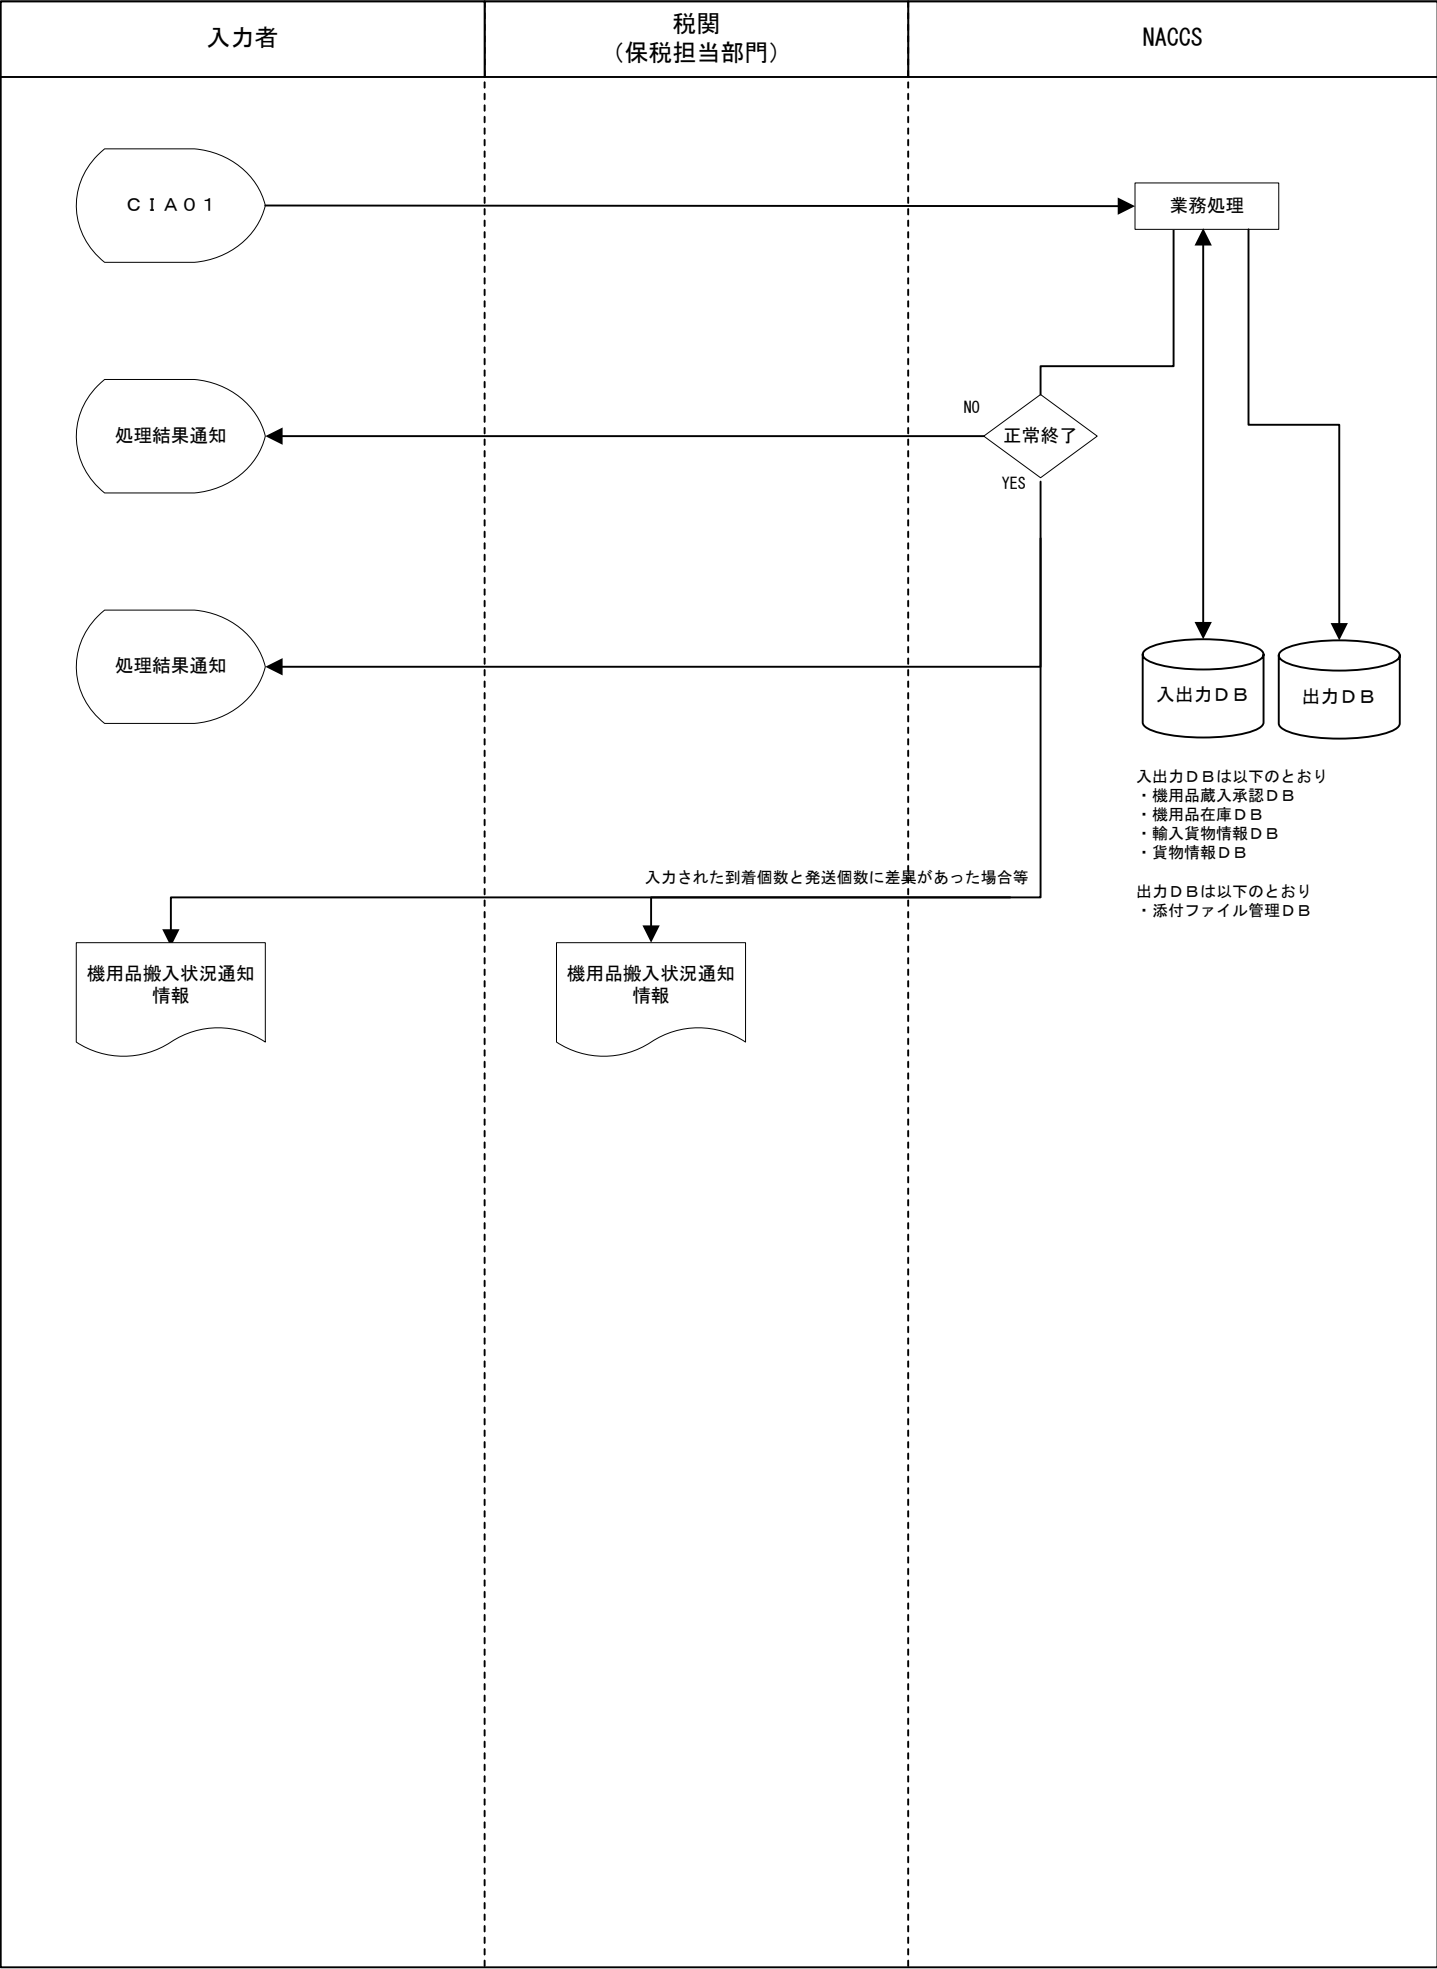 入力者
税関
（保税担当部門）
NACCS
ＣＩＡ０１
業務処理
NO
処理結果通知
正常終了
YES
処理結果通知
入出力ＤＢ
出力ＤＢ
入出力ＤＢは以下のとおり
・機用品蔵入承認ＤＢ
・機用品在庫ＤＢ
・輸入貨物情報ＤＢ
・貨物情報ＤＢ
入力された到着個数と発送個数に差異があった場合等
出力ＤＢは以下のとおり
・添付ファイル管理ＤＢ
機用品搬入状況通知
情報
機用品搬入状況通知
情報